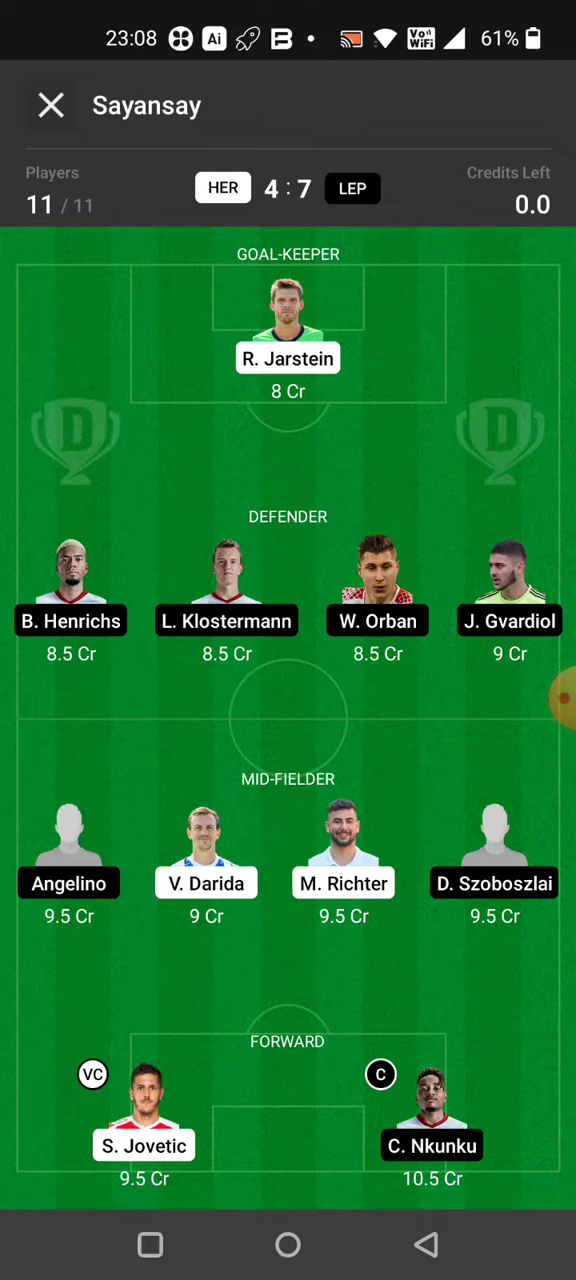 23:08 Ai Vo WiFi 61%
Sayansay
Players Credits Left
11 / 11 HER 4 : 7 LEP 0.0
GOAL-KEEPER
R. Jarstein
8 Cr
D D
DEFENDER
B. Henrichs L. Klostermann W. Orban J. Gvardiol
8.5 Cr 8.5 Cr 8.5 Cr 9 Cr
MID-FIELDER
Angelino V. Darida M. Richter D. Szoboszlai
9.5 Cr 9 Cr 9.5 Cr 9.5 Cr
FORWARD
VC C
S. Jovetic C. Nkunku
9.5 Cr 10.5 Cr